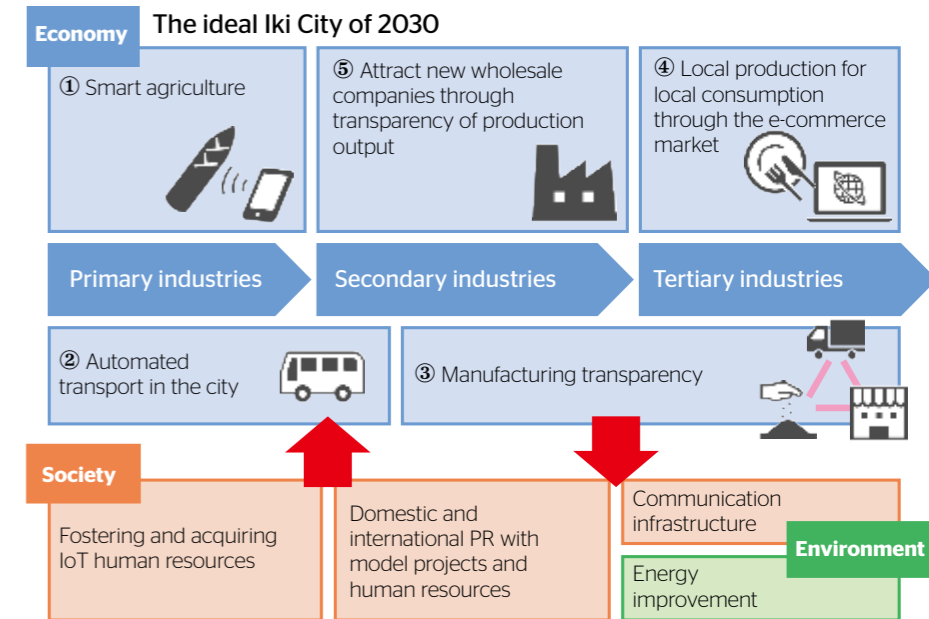 The ideal Iki City of 2030
Economy
① Smart agriculture
⑤ Attract new wholesale
companies through
transparency of production
output
④ Local production for
local consumption
through the e-commerce
market
Primary industries
Secondary industries
Tertiary industries
② Automated
transport in the city
③ Manufacturing transparency
Society
Fostering and acquiring
IoT human resources
Domestic and
international PR with
model projects and
human resources
Communication
infrastructure
Environment
Energy
improvement